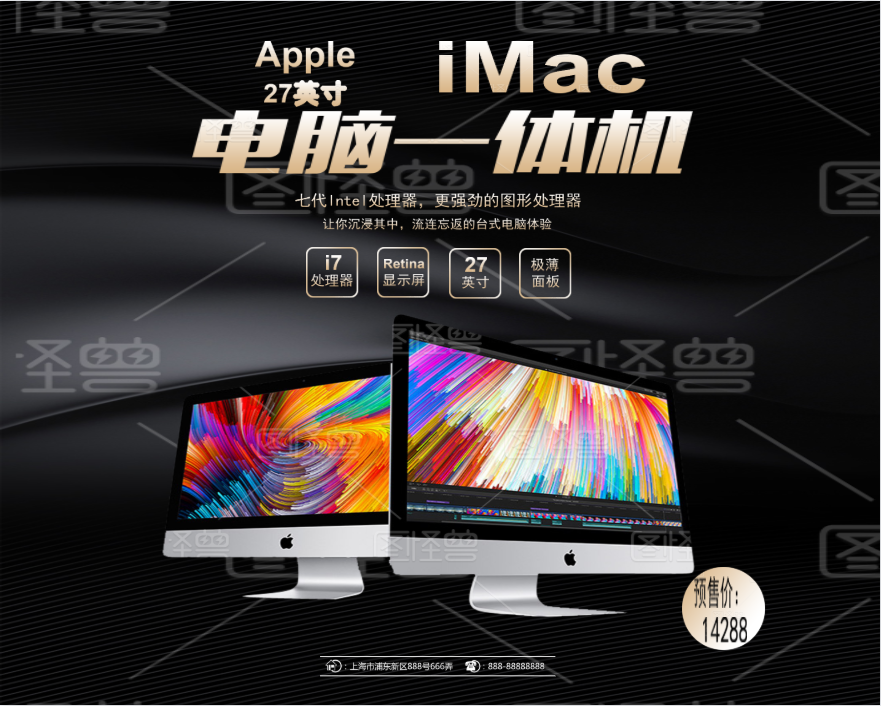 Apple
27英寸
iMac
电脑一体机
七代Intel处理器，更强劲的图形处理器
让你沉浸其中，流连忘返的台式电脑体验
i7
处理器
Retina
显示屏
27
英寸
极薄
面板
预售价：
14288
：上海市浦东新区888号666弄 ：888-88888888
图怪兽